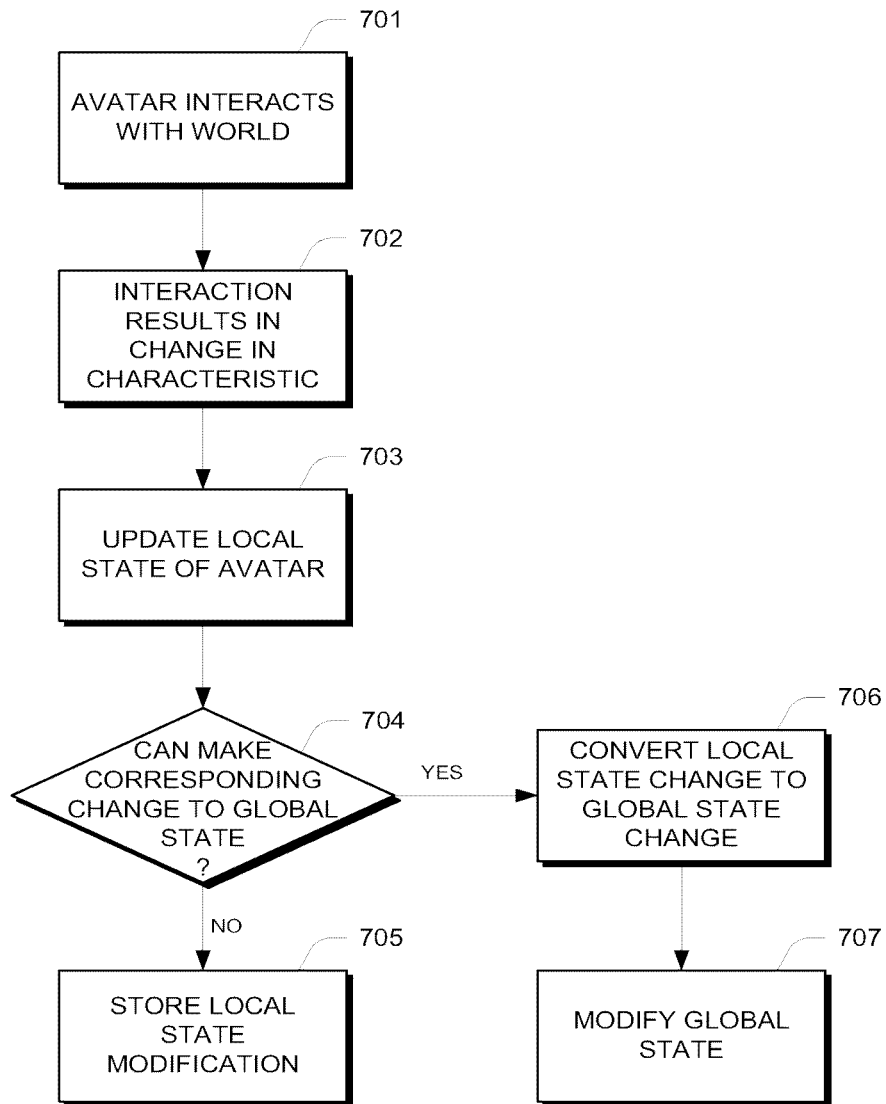 701
AVATAR INTERACTS
WITH WORLD
702
INTERACTION
RESULTS IN
CHANGE IN
CHARACTERISTIC
703
UPDATE LOCAL
STATE OF AVATAR
704
CAN MAKE
CORRESPONDING
CHANGE TO GLOBAL
STATE
?
YES
NO
706
CONVERT LOCAL
STATE CHANGE TO
GLOBAL STATE
CHANGE
705
STORE LOCAL
STATE
MODIFICATION
707
MODIFY GLOBAL
STATE